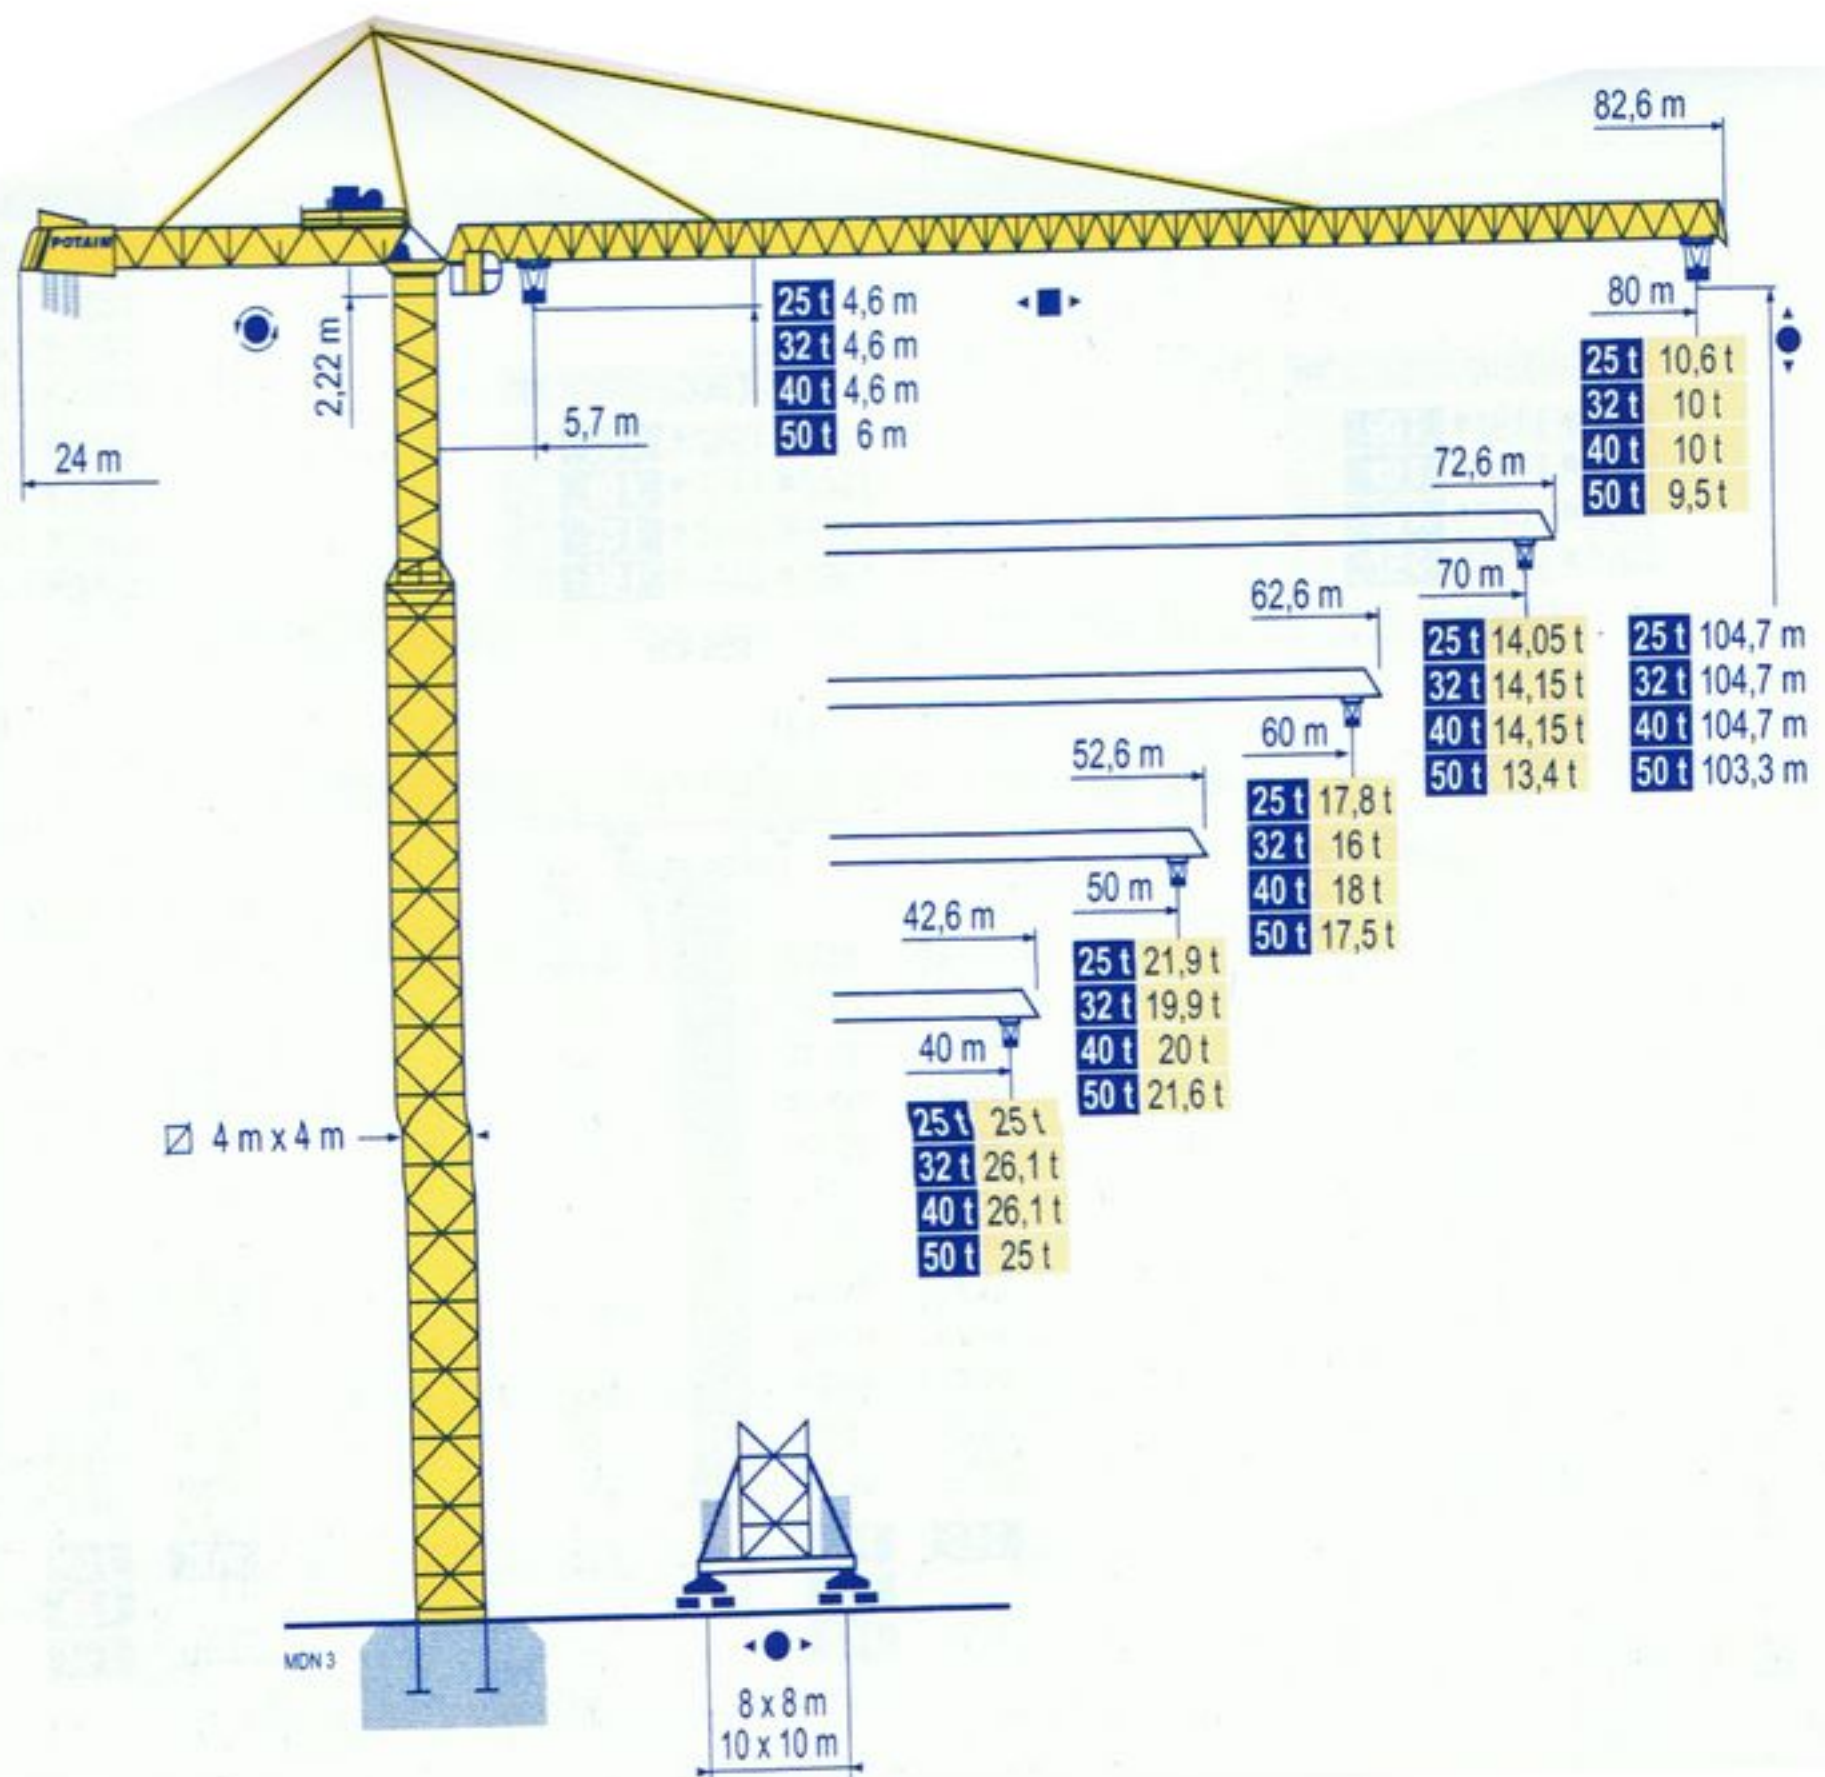 82,6 m
POTAIN
80 m
25 t 4,6 m
32 t 4,6 m
40 t 4,6 m
50 t 6 m
2,22 m
5,7 m
24 m
25 t 10,6 t
32 t 10 t
40 t 10 t
50 t 9,5 t
72,6 m
70 m
25 t 14,05 t
32 t 14,15 t
40 t 14,15 t
50 t 13,4 t
25 t 104,7 m
32 t 104,7 m
40 t 104,7 m
50 t 103,3 m
62,6 m
60 m
25 t 17,8 t
32 t 16 t
40 t 18 t
50 t 17,5 t
52,6 m
50 m
25 t 21,9 t
32 t 19,9 t
40 t 20 t
50 t 21,6 t
42,6 m
40 m
25 t 25 t
32 t 26,1 t
40 t 26,1 t
50 t 25 t
4 m x 4 m
MDN 3
8 x 8 m
10 x 10 m